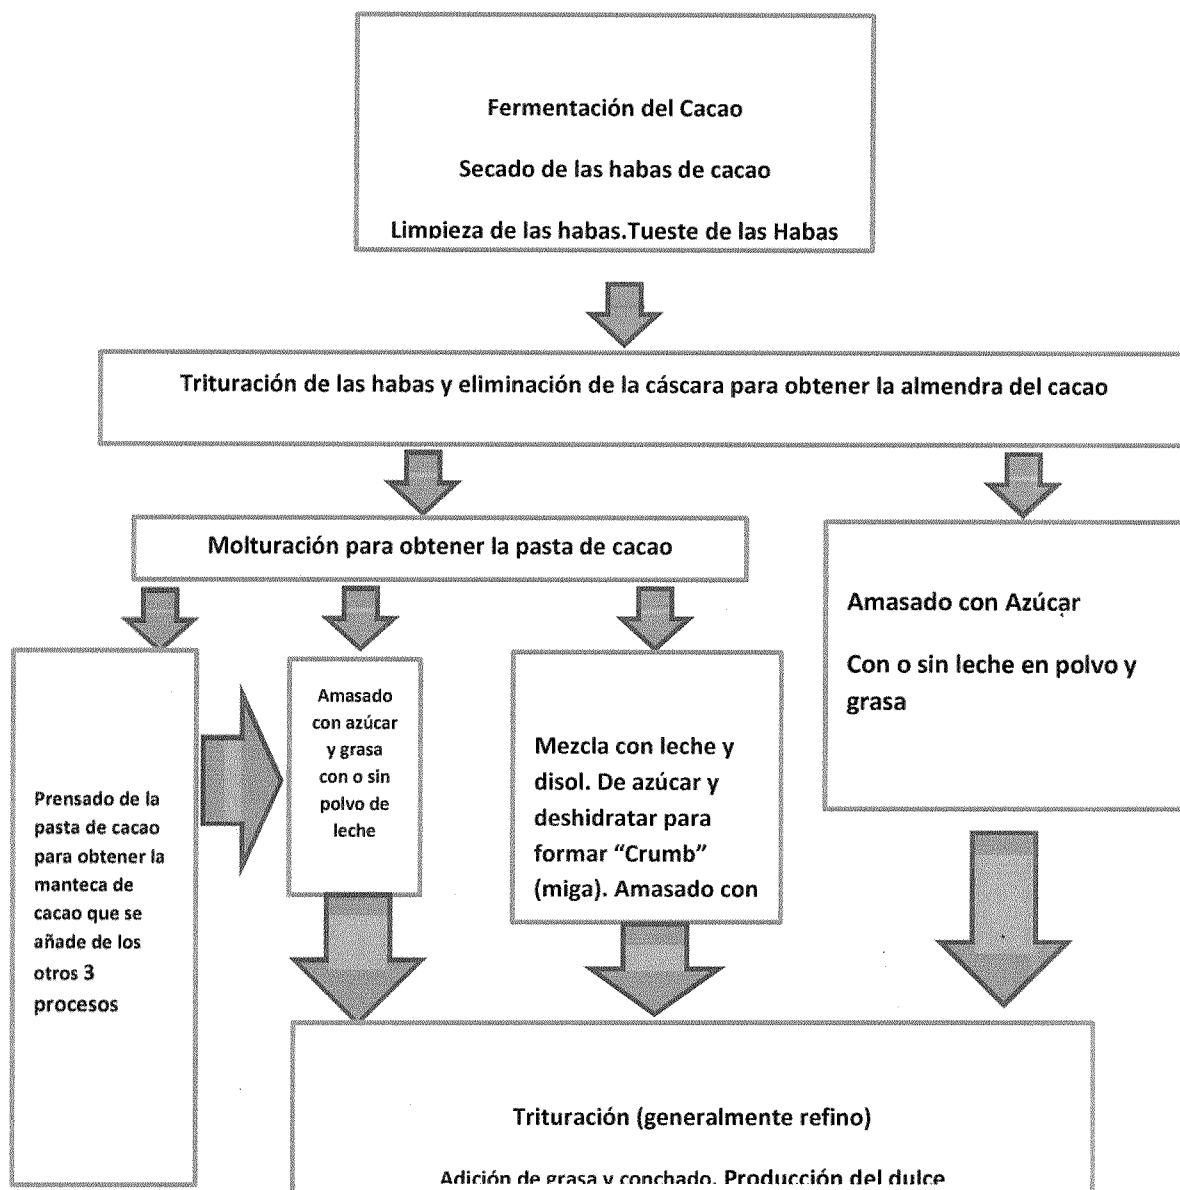 Fermentación del Cacao
Secado de las habas de cacao
Limpieza de las habas.Tueste de las Habas
Trituración de las habas y eliminación de la cáscara para obtener la almendra del cacao
Molturación para obtener la pasta de cacao
Prensado de la
pasta de cacao
para obtener la
manteca de
cacao que se
añade de los
otros 3
procesos
Amasado
con azúcar
y grasa
con o sin
polvo de
leche
Mezcla con leche y
disol. De azúcar y
deshidratar para
formar “Crumb”
(miga). Amasado con
Amasado con Azúcar
Con o sin leche en polvo y
grasa
Trituración (generalmente refino)
Adición de grasa y conchado. Producción del dulce